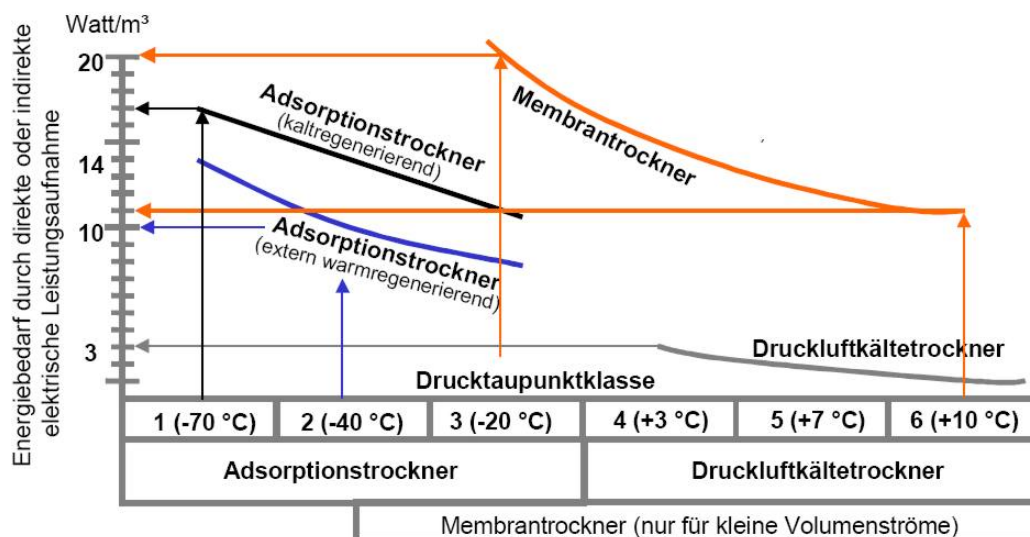 Watt/m³
Energiebedarf durch direkte oder indirekte
elektrische Leistungsaufnahme
20
14
10
3
Adsorptionstrockner
(kaltregenerierend)
Membrantrockner
Adsorptionstrockner
(extern warmregenerierend)
Druckluftkältetrockner
Drucktaupunktklasse
1 (-70 °C) 2 (-40 °C) 3 (-20 °C) 4 (+3 °C) 5 (+7 °C) 6 (+10 °C)
Adsorptionstrockner Druckluftkältetrockner
Membrantrockner (nur für kleine Volumenströme)